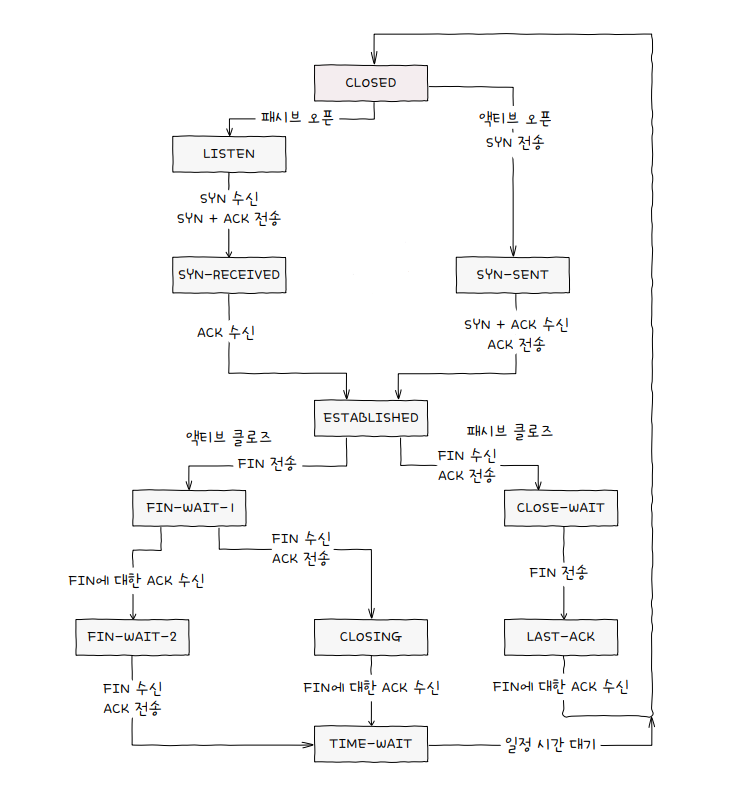 CLOSED
패시브 오픈
액티브 오픈
SYN 전송
LISTEN
SYN 수신
SYN + ACK 전송
SYN-RECEIVED
SYN-SENT
ACK 수신
SYN + ACK 수신
ACK 전송
ESTABLISHED
액티브 클로즈
패시브 클로즈
FIN 전송
FIN 수신
ACK 전송
FIN-WAIT-1
CLOSE-WAIT
FIN 수신
ACK 전송
FIN에 대한 ACK 수신
FIN 전송
FIN-WAIT-2
CLOSING
LAST-ACK
FIN 수신
ACK 전송
FIN에 대한 ACK 수신
FIN에 대한 ACK 수신
TIME-WAIT
일정 시간 대기